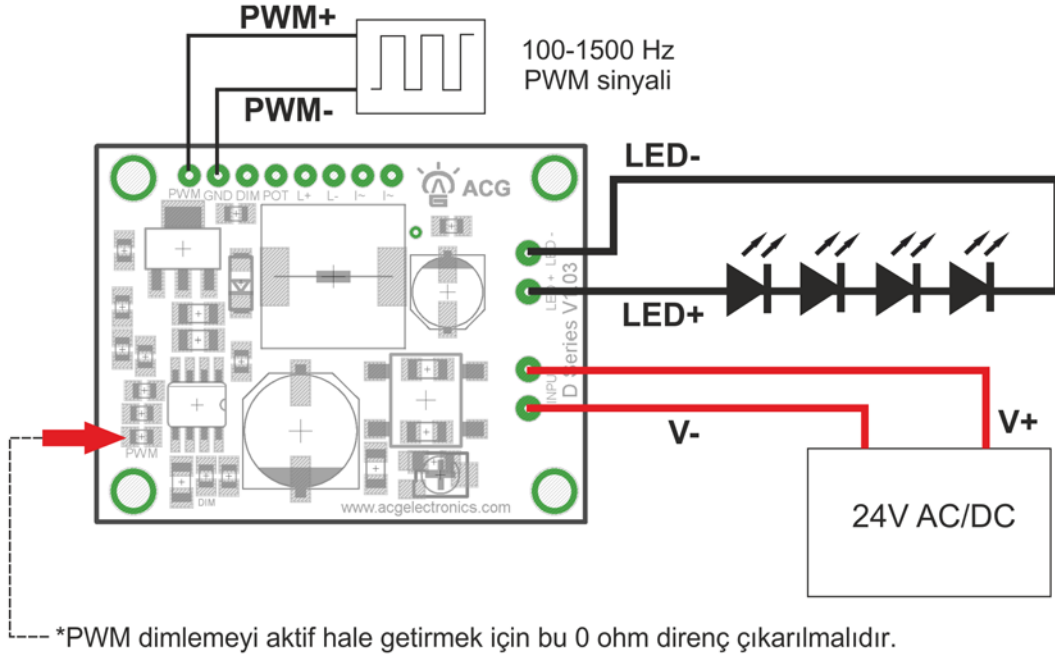 PWM+
100-1500 Hz
PWM sinyali
PWM-
LED-
PWM GND DIM POT L+ L- I~ I~
ACG
LED+ LED-
LED+
D Series V1.03
INPUT
V-
V+
PWM
DIM
www.acgelectronics.com
24V AC/DC
*PWM dimlemeyi aktif hale getirmek için bu 0 ohm direnç çıkarılmalıdır.